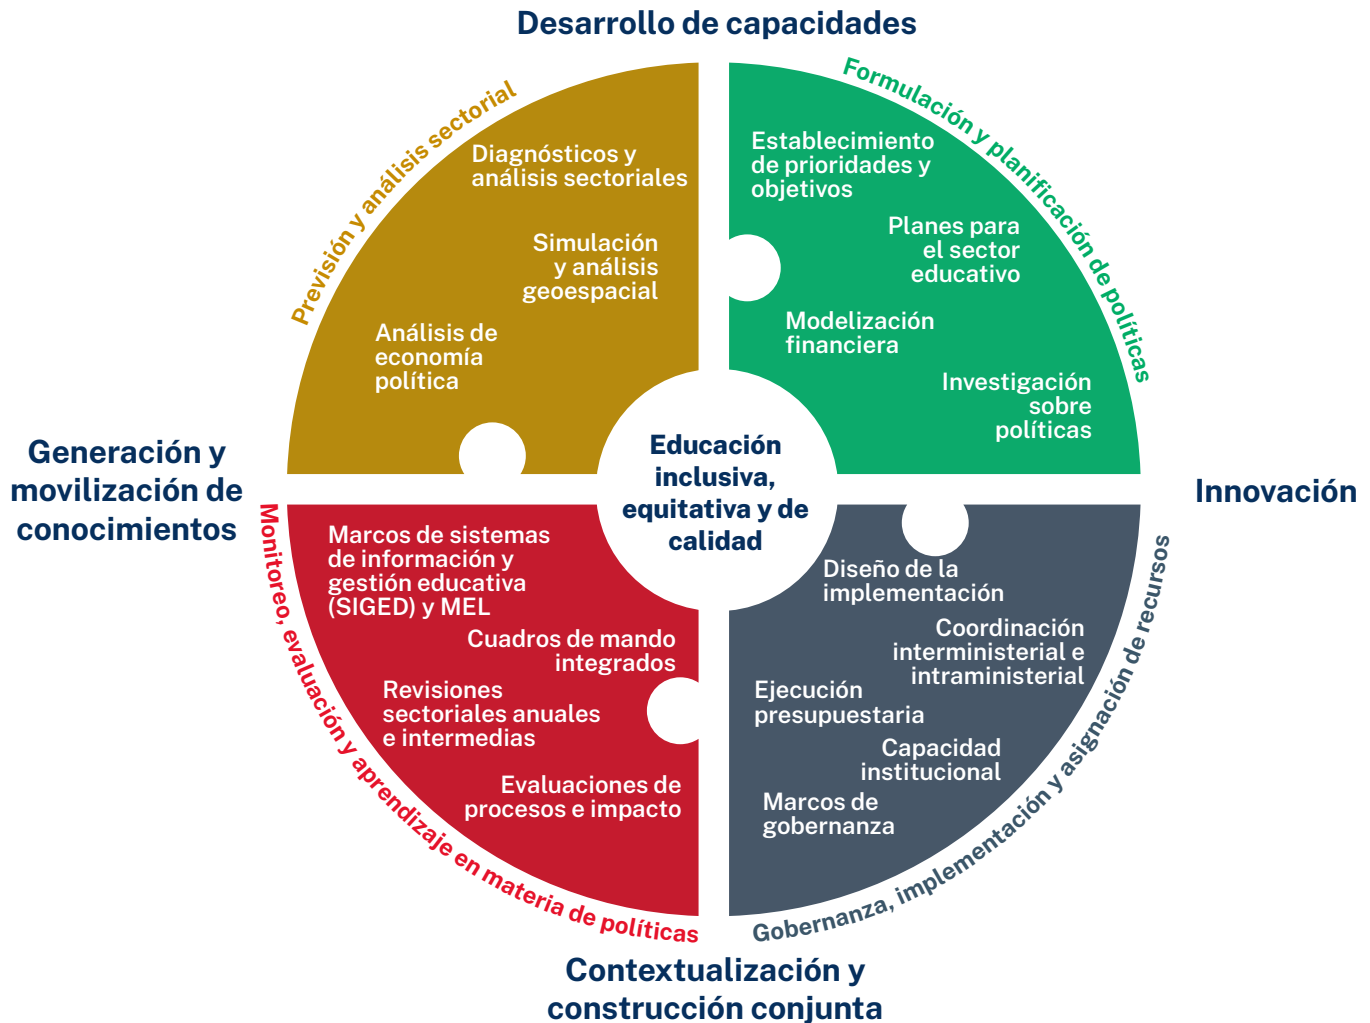 Desarrollo de capacidades
Previsión y análisis sectorial
Diagnósticos y
análisis sectoriales
Simulación
y análisis
geoespacial
Análisis de
economía
política
Formulación y planificación de políticas
Establecimiento
de prioridades y
objetivos
Planes para
el sector
educativo
Modelización
financiera
Investigación
sobre
políticas
Generación y
movilización de
conocimientos
Educación
inclusiva,
equitativa y de
calidad
Innovación
Monitoreo, evaluación y aprendizaje en materia de políticas
Marcos de sistemas
de información y
gestión educativa
(SIGED) y MEL
Cuadros de mando
integrados
Revisiones
sectoriales anuales
e intermedias
Evaluaciones de
procesos e impacto
Gobernanza, implementación y asignación de recursos
Diseño de la
implementación
Coordinación
interministerial e
intraministerial
Ejecución
presupuestaria
Capacidad
institucional
Marcos de
gobernanza
Contextualización y
construcción conjunta